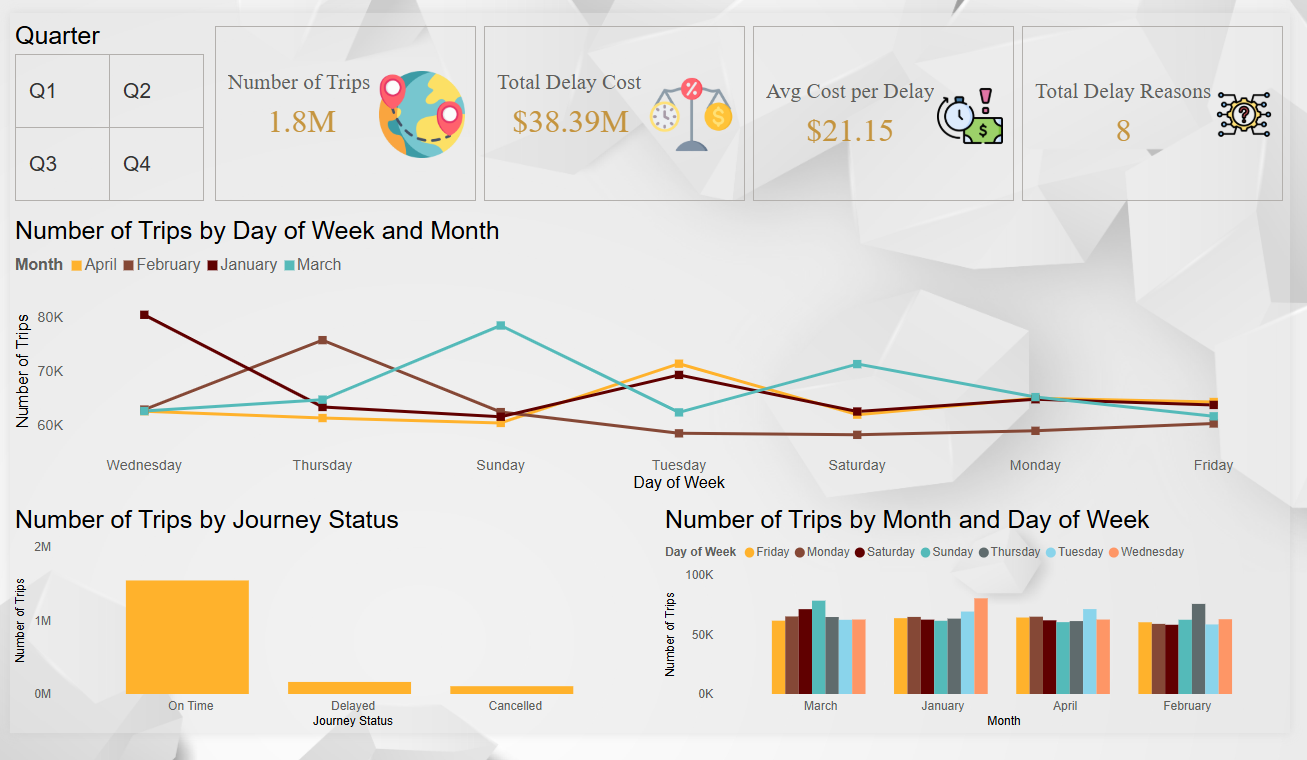 Quarter
Q1 Q2
Q3 Q4
Number of Trips
1.8M
Total Delay Cost
$38.39M
%
$
Avg Cost per Delay
$21.15
$
Total Delay Reasons
8
?
Number of Trips by Day of Week and Month
Month April February January March
Number of Trips
80K
70K
60K
Wednesday Thursday Sunday Tuesday Saturday Monday Friday
Day of Week
Number of Trips by Journey Status
Number of Trips
2M
1M
0M
On Time Delayed Cancelled
Journey Status
Number of Trips by Month and Day of Week
Day of Week Friday Monday Saturday Sunday Thursday Tuesday Wednesday
Number of Trips
100K
50K
0K
March January April February
Month